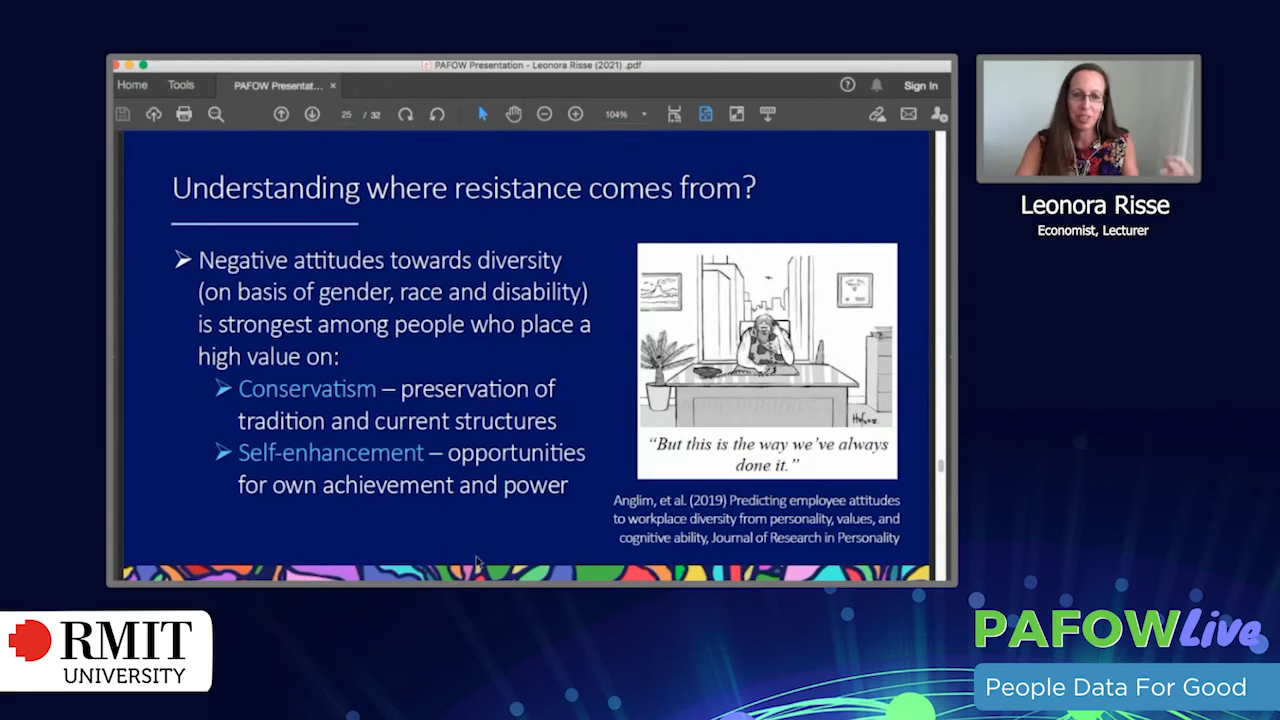 PAFOW Presentation - Leonora Risse (2021) .pdf
Home Tools PAFOW Presentat... × Sign In
25 / 32 104%
Understanding where resistance comes from?
Negative attitudes towards diversity
(on basis of gender, race and disability)
is strongest among people who place a
high value on:
Conservatism – preservation of
tradition and current structures
Self-enhancement – opportunities
for own achievement and power
"But this is the way we've always
done it."
Anglim, et al. (2019) Predicting employee attitudes
to workplace diversity from personality, values, and
cognitive ability, Journal of Research in Personality
Leonora Risse
Economist, Lecturer
RMIT
UNIVERSITY
PAFOW Live
People Data For Good